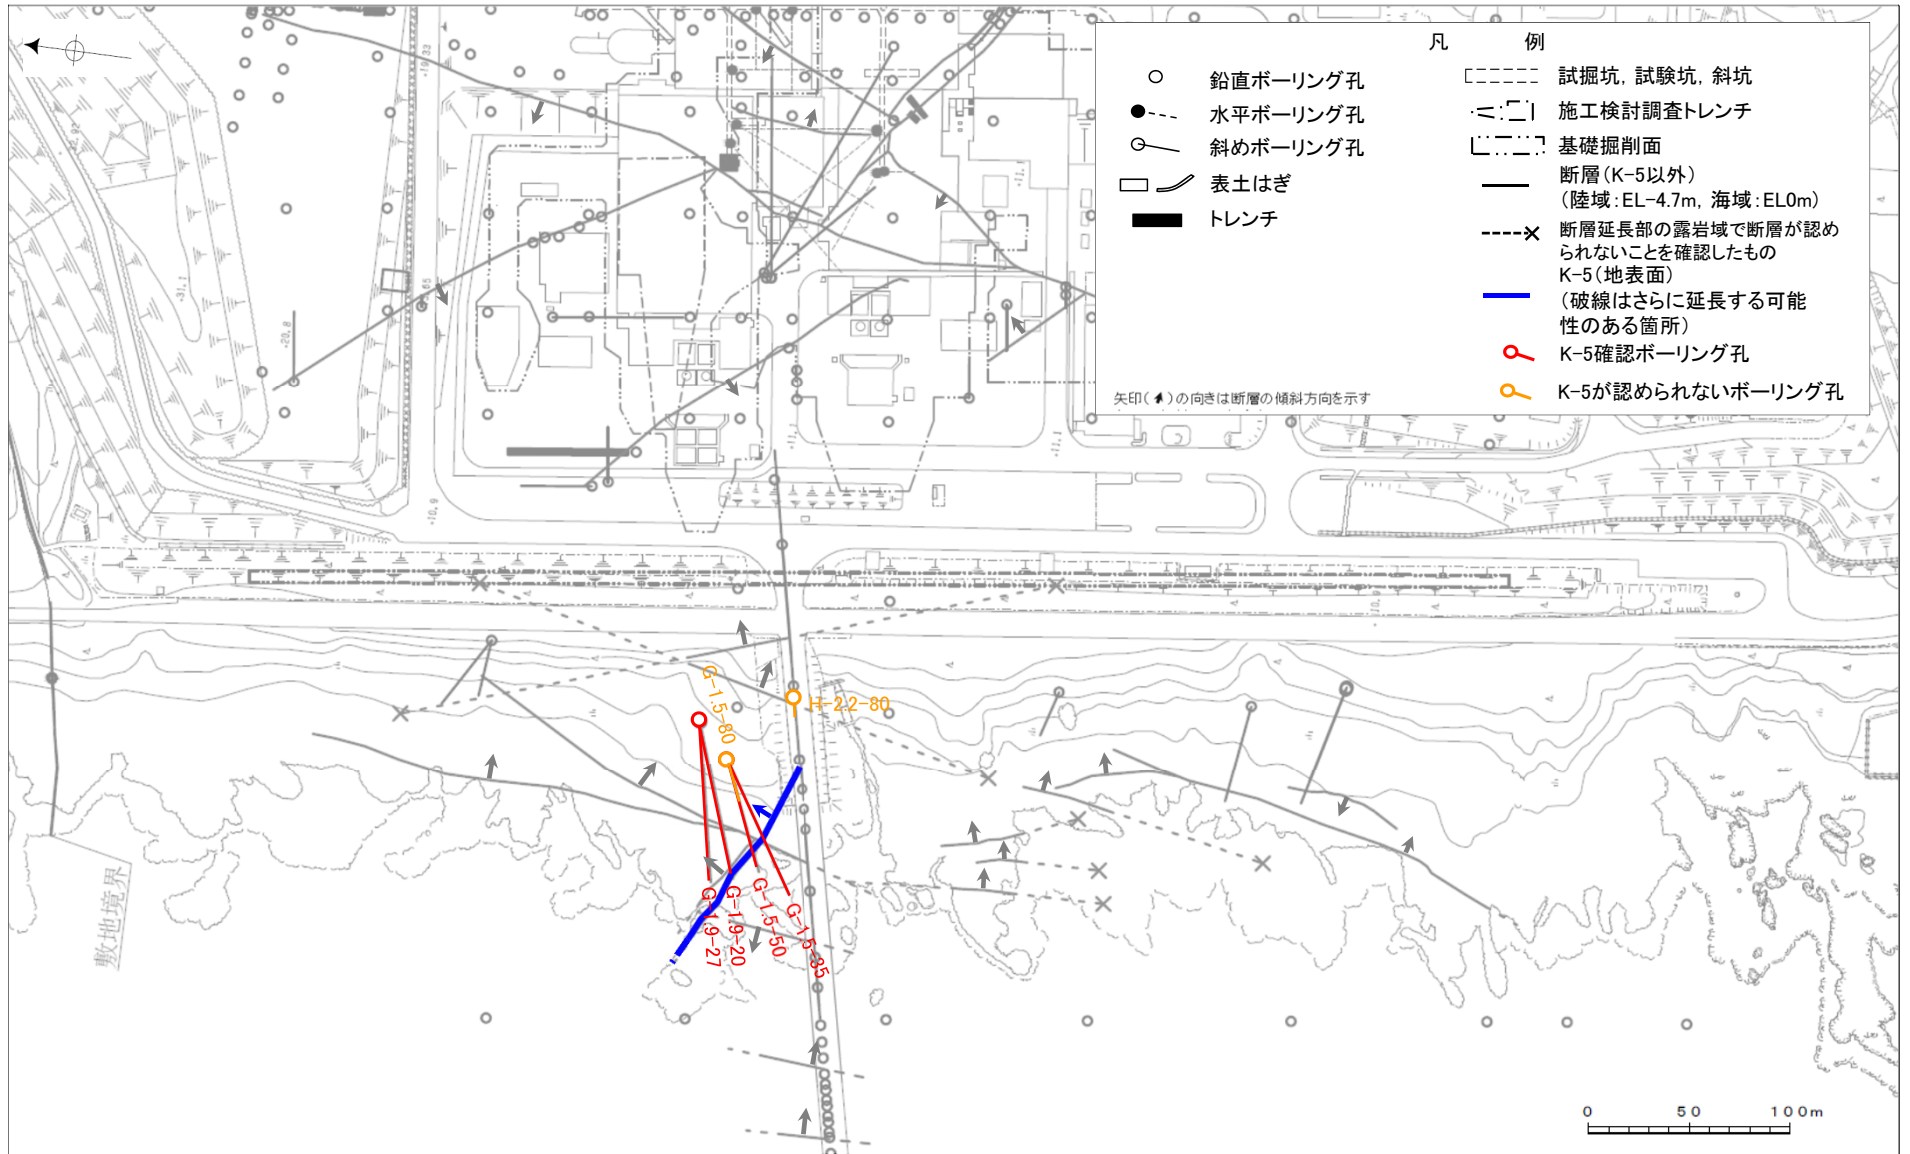 凡 例
鉛直ボーリング孔
水平ボーリング孔
斜めボーリング孔
表土はぎ
トレンチ
試掘坑, 試験坑, 斜坑
施工検討調査トレンチ
基礎掘削面
断層(K-5以外)
(陸域:EL-4.7m, 海域:EL0m)
断層延長部の露岩域で断層が認め
られないことを確認したもの
K-5(地表面)
(破線はさらに延長する可能
性のある箇所)
K-5確認ボーリング孔
K-5が認められないボーリング孔
矢印( )の向きは断層の傾斜方向を示す
G-1.5-80
H-2.2-80
G-1.9-27
G-1.9-20
G-1.5-50
G-1.5-35
敷地境界
0 50 100m